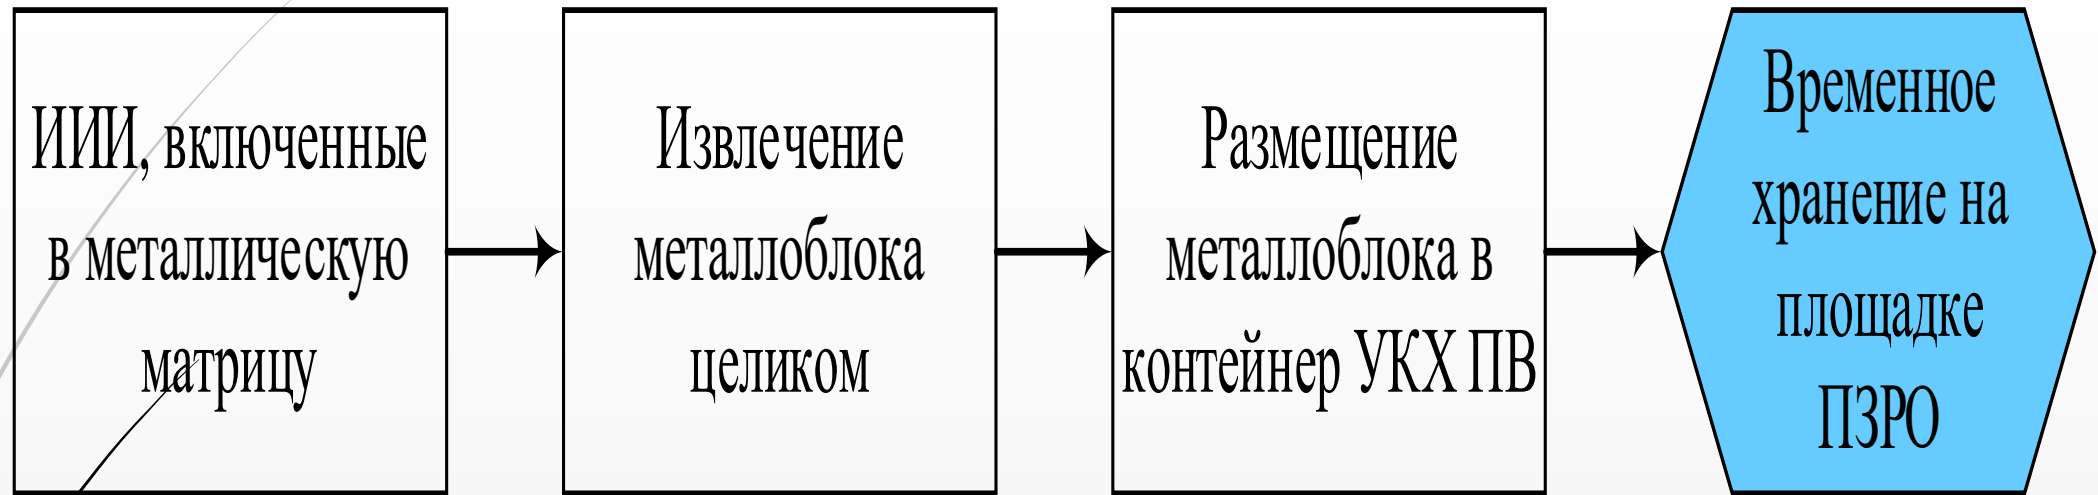 ИИИ, включенные
в металлическую
матрицу
Извлечение
металлоблока
целиком
Размещение
металлоблока в
контейнер УКХ ПВ
Временное
хранение на
площадке
ПЗРО